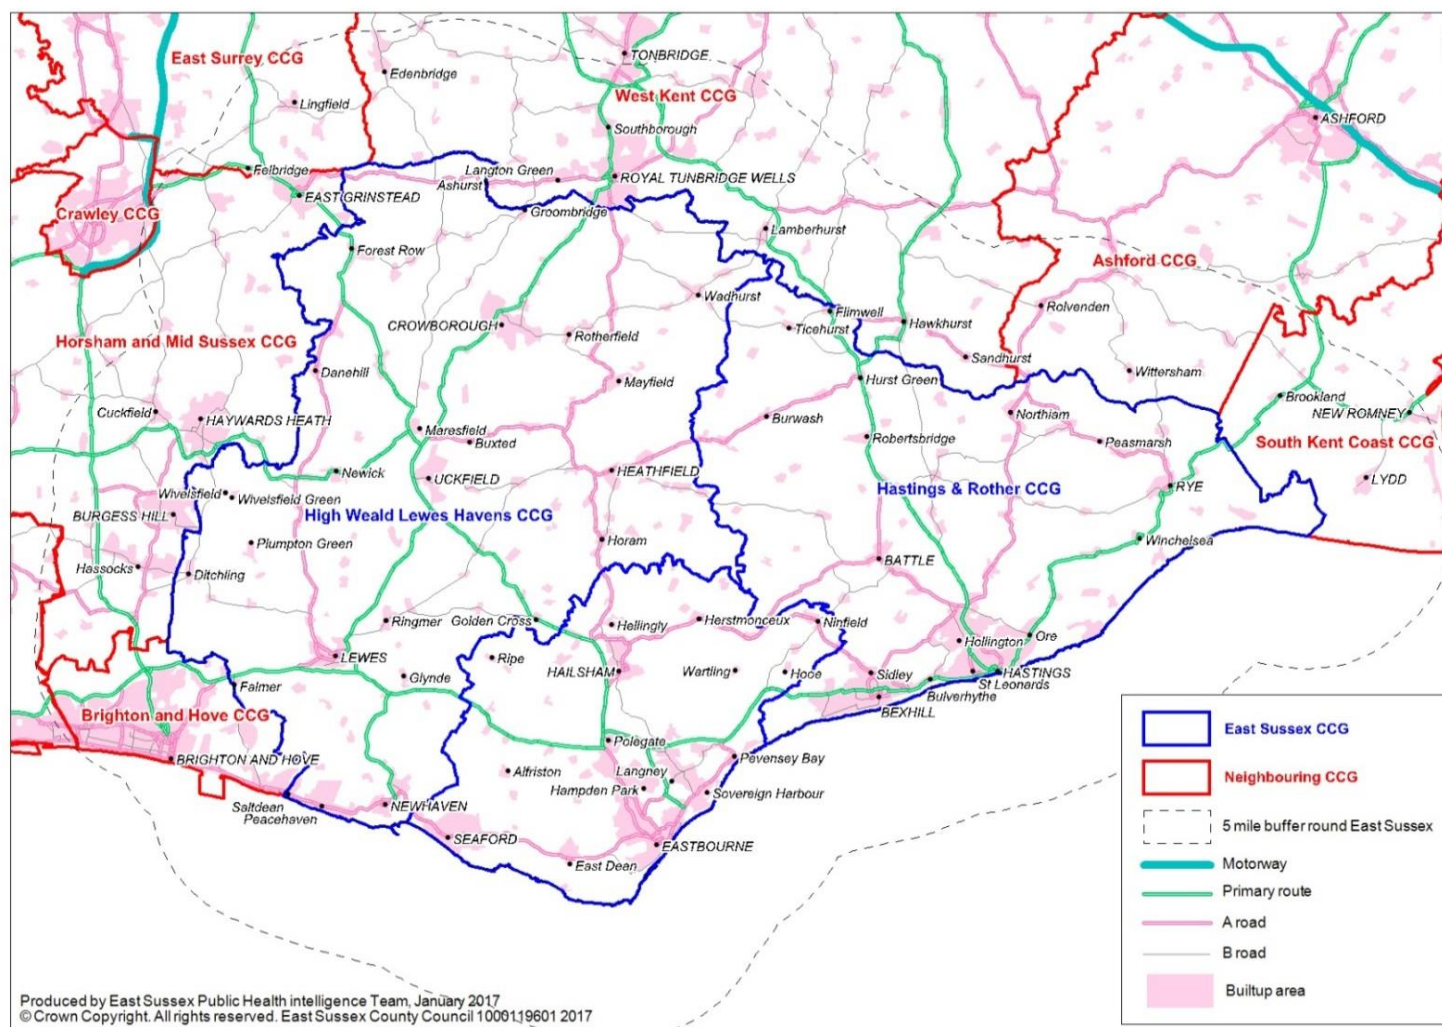 East Surrey CCG
TONBRIDGE
Edenbridge
West Kent CCG
Lingfield
ASHFORD
Southborough
Felbridge
Langton Green
Ashurst
ROYAL TUNBRIDGE WELLS
EAST GRINSTEAD
Crawley CCG
Groombridge
Lamberhurst
Forest Row
Ashford CCG
Wadhurst
Rolvenden
Flimwell
CROWBOROUGH
Ticehurst
Hawkhurst
Rotherfield
Horsham and Mid Sussex CCG
Sandhurst
Danehill
Wittersham
Mayfield
Hurst Green
Brookland
Cuckfield
HAYWARDS HEATH
Burwash
Northiam
NEW ROMNEY
Maresfield
Buxted
Robertsbridge
Peasmarsh
South Kent Coast CCG
Newick
HEATHFIELD
UCKFIELD
LYDD
Hastings & Rother CCG
RYE
Wivelsfield
Wivelsfield Green
BURGESS HILL
High Weald Lewes Havens CCG
Plumpton Green
Horam
Winchelsea
Hassocks
Ditchling
BATTLE
Ringmer
Golden Cross
Hellingly
Herstmonceux
Ninfield
Hollington
Ore
LEWES
Ripe
HAILSHAM
Wartling
Hooe
Sidley
HASTINGS
St Leonards
Glynde
Falmer
Bulverhythe
BEXHILL
Brighton and Hove CCG
Polegate
BRIGHTON AND HOVE
Pevensey Bay
Alfriston
Langney
Hampden Park
Sovereign Harbour
Saltdean
NEWHAVEN
Peacehaven
SEAFORD
EASTBOURNE
East Dean
East Sussex CCG
Neighbouring CCG
5 mile buffer round East Sussex
Motorway
Primary route
A road
B road
Builtup area
Produced by East Sussex Public Health intelligence Team, January 2017
© Crown Copyright. All rights reserved. East Sussex County Council 100019601 2017